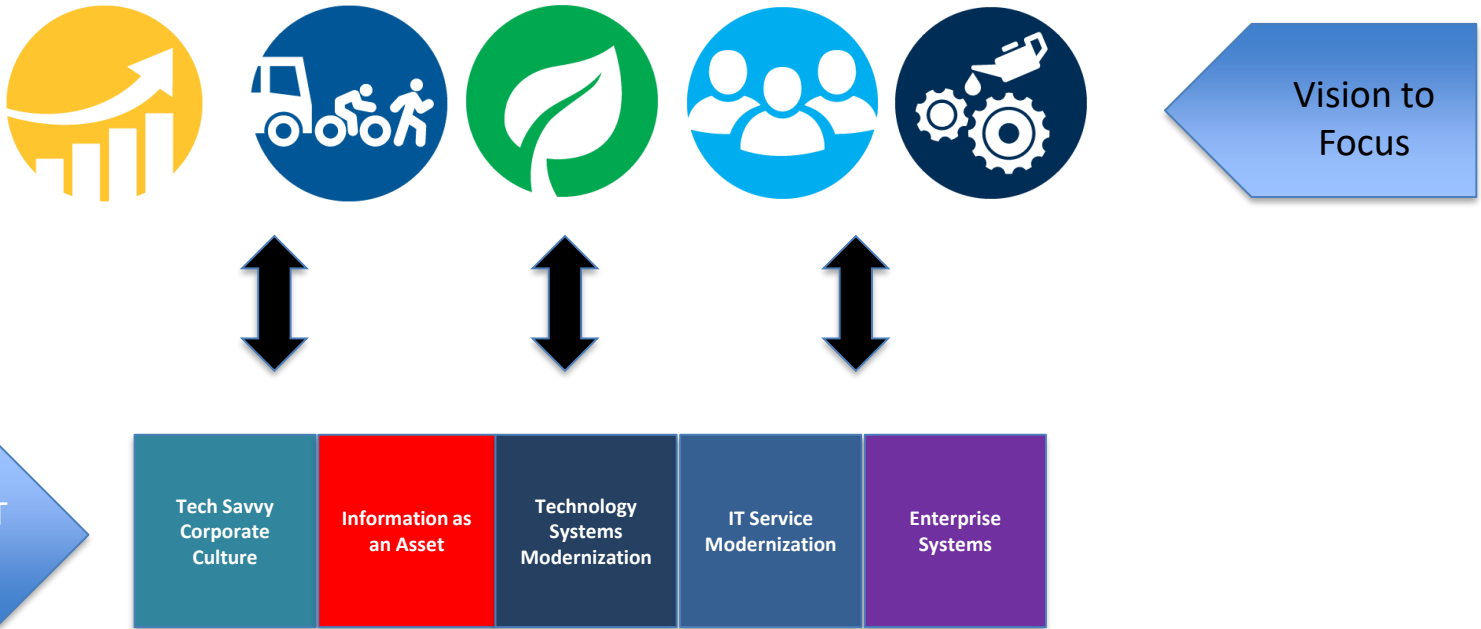 Vision to
Focus
Tech Savvy
Corporate
Culture
Information as
an Asset
Technology
Systems
Modernization
IT Service
Modernization
Enterprise
Systems